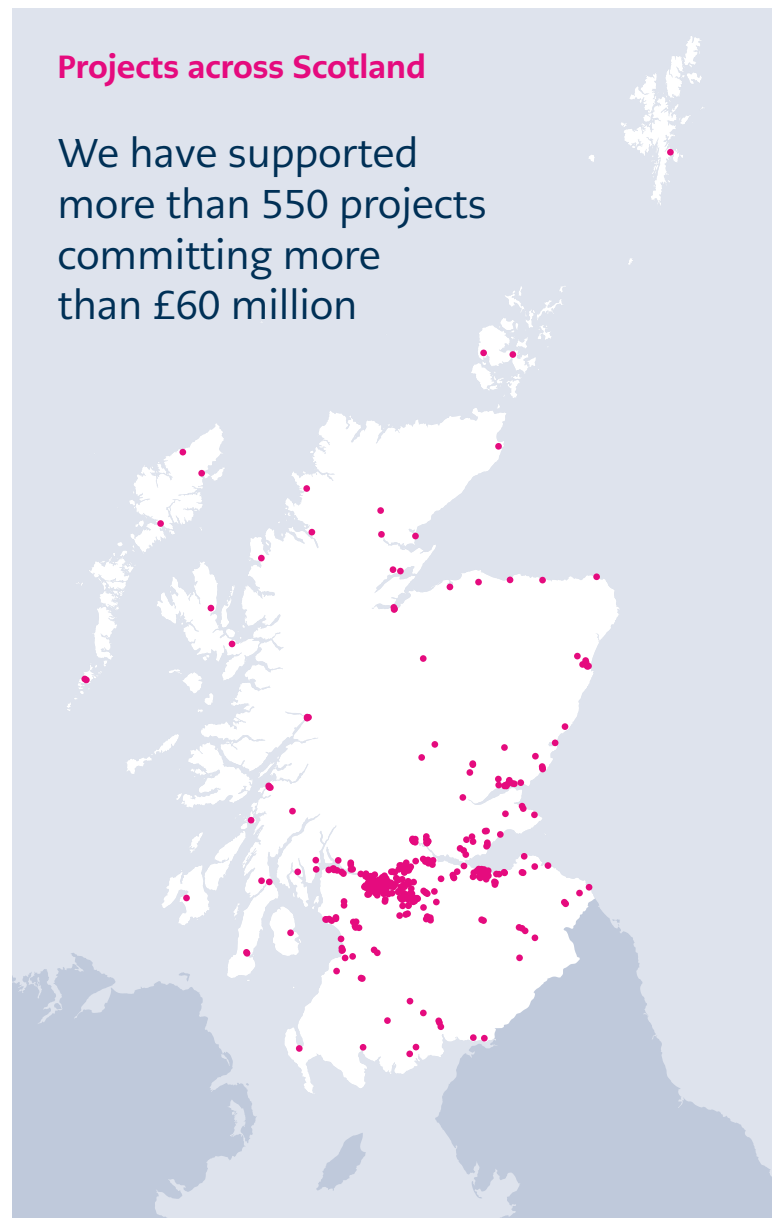 Projects across Scotland
We have supported
more than 550 projects
committing more
than £60 million